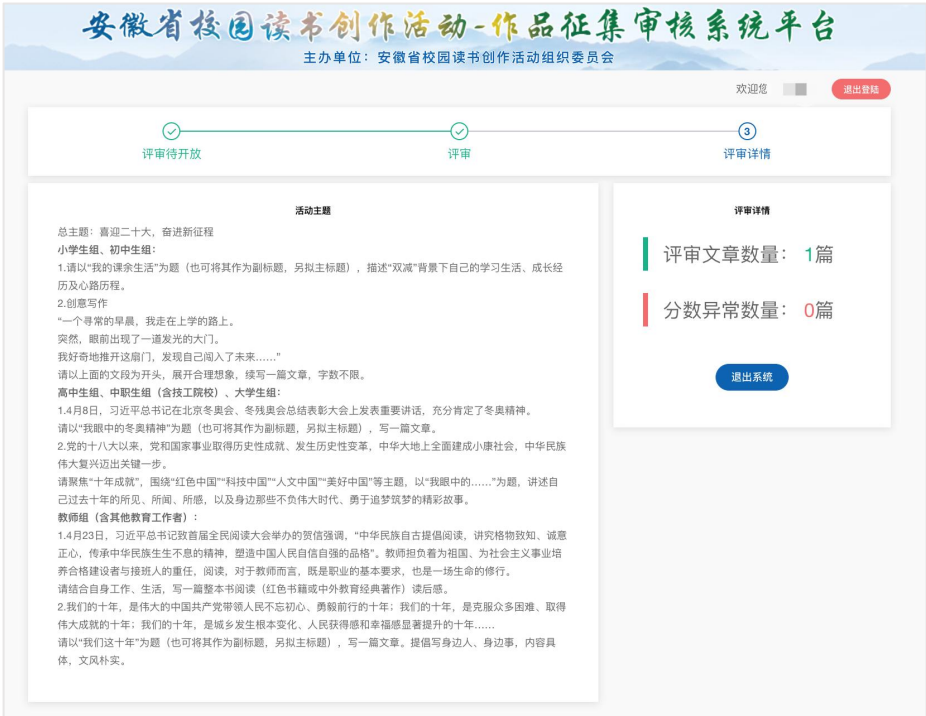 安徽省校园读书创作活动-作品征集审核系统平台
主办单位：安徽省校园读书创作活动组织委员会
欢迎您
退出登陆
3
评审待开放
评审
评审详情
活动主题
总主题：喜迎二十大，奋进新征程
小学生组、初中生组：
1.请以“我的课余生活”为题（也可将其作为副标题，另拟主标题），描述“双减”背景下自己的学习生活、成长经
历及心路历程。
2.创意写作
“一个寻常的早晨，我走在上学的路上。
突然，眼前出现了一道发光的大门。
我好奇地推开这扇门，发现自己闯入了未来……”
请以上面的文段为开头，展开合理想象，续写一篇文章，字数不限。
高中生组、中职生组（含技工院校）、大学生组：
1.4月8日，习近平总书记在北京冬奥会、冬残奥会总结表彰大会上发表重要讲话，充分肯定了冬奥精神。
请以“我眼中的冬奥精神”为题（也可将其作为副标题，另拟主标题），写一篇文章。
2.党的十八大以来，党和国家事业取得历史性成就、发生历史性变革，中华大地上全面建成小康社会，中华民族
伟大复兴迈出关键一步。
请聚焦“十年成就”，围绕“红色中国”“科技中国”“人文中国”“美好中国”等主题，以“我眼中的……”为题，讲述自
己过去十年的所见、所闻、所感，以及身边那些不负伟大时代、勇于追梦筑梦的精彩故事。
教师组（含其他教育工作者）：
1.4月23日，习近平总书记致首届全民阅读大会举办的贺信强调，“中华民族自古提倡阅读，讲究格物致知、诚意
正心，传承中华民族生生不息的精神，塑造中国人民自信自强的品格”。教师担负着为祖国、为社会主义事业培
养合格建设者与接班人的重任，阅读，对于教师而言，既是职业的基本要求，也是一场生命的修行。
请结合自身工作、生活，写一篇整本书阅读（红色书籍或中外教育经典著作）读后感。
2.我们的十年，是伟大的中国共产党带领人民不忘初心、勇毅前行的十年；我们的十年，是克服众多困难、取得
伟大成就的十年；我们的十年，是城乡发生根本变化、人民获得感和幸福感显著提升的十年……
请以“我们这十年”为题（也可将其作为副标题，另拟主标题），写一篇文章。提倡写身边人、身边事，内容具
体，文风朴实。
评审详情
评审文章数量： 1篇
分数异常数量： 0篇
退出系统